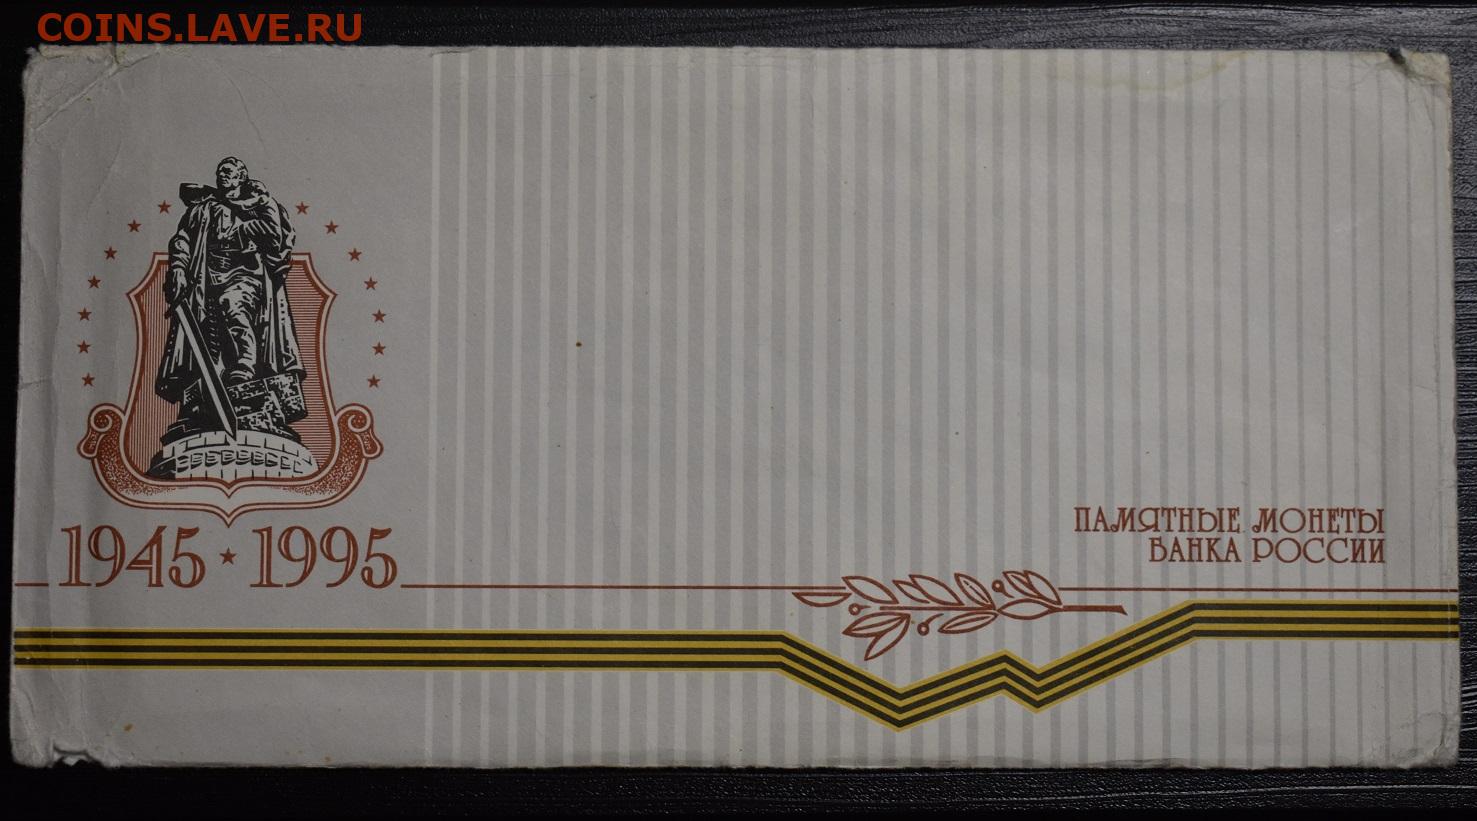 COINS.LAVE.RU
1945 ★ 1995
ПАМЯТНЫЕ МОНЕТЫ
БАНКА РОССИИ